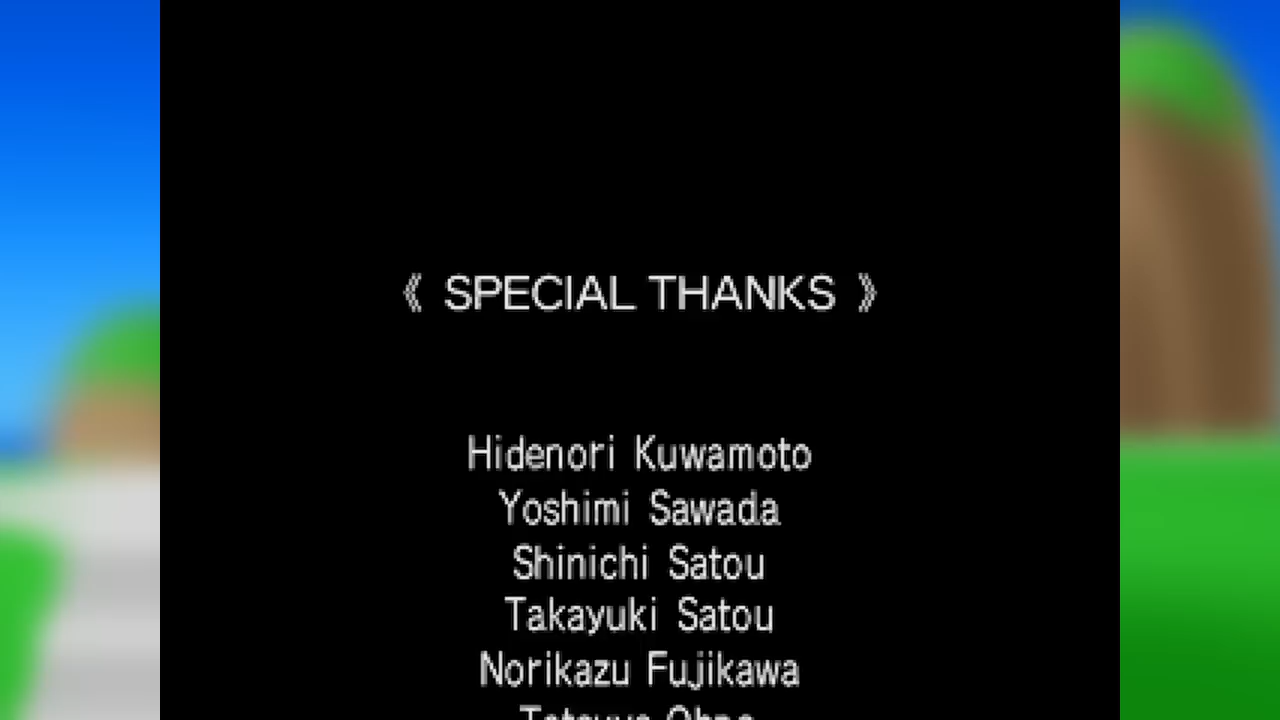 《 SPECIAL THANKS 》
Hidenori Kuwamoto
Yoshimi Sawada
Shinichi Satou
Takayuki Satou
Norikazu Fujikawa